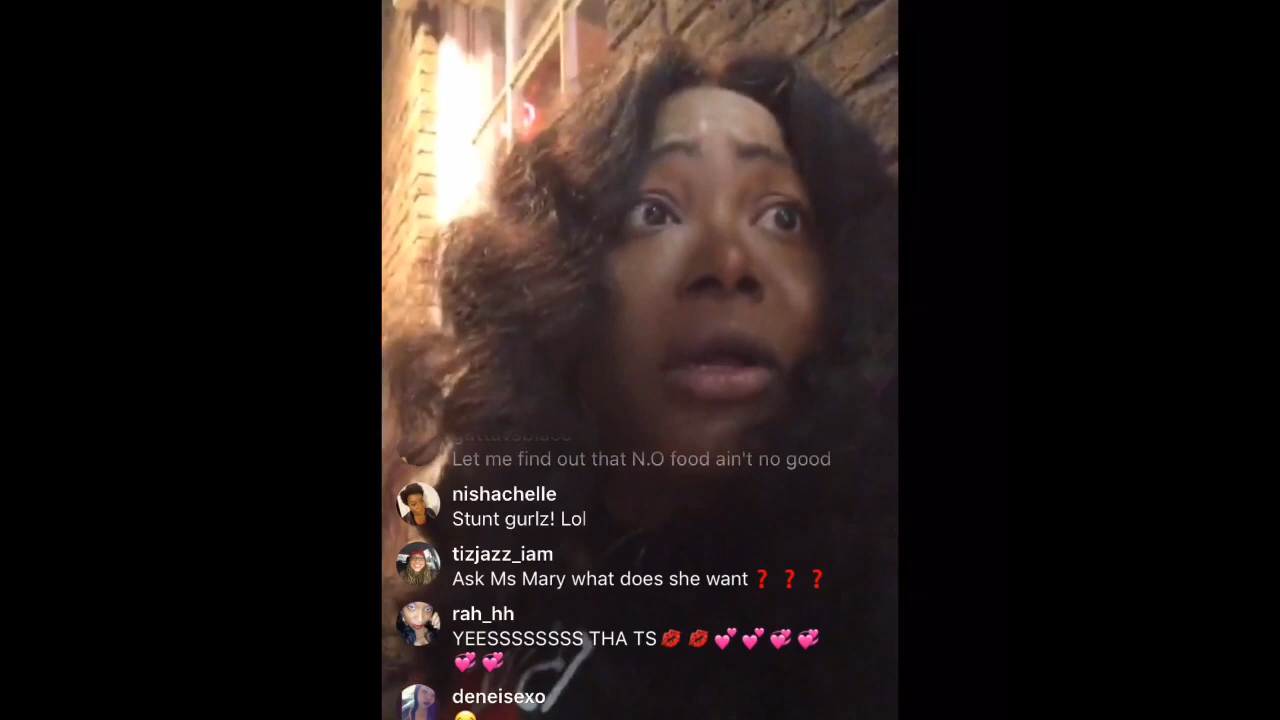 Let me find out that N.O food ain't no good
nishachelle
Stunt gurlz! Lol
tizjazz_iam
Ask Ms Mary what does she want❓❓❓
rah_hh
YEESSSSSSSS THA TS💋💋💕💕💞💞
💞💞
deneisexo